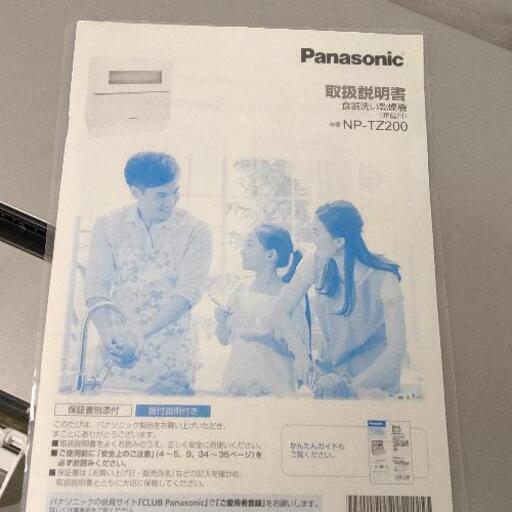 Panasonic
取扱説明書
食器洗い乾燥機
(家庭用)
品番 NP-TZ200
保証書別添付
据付説明付き
このたびは、パナソニック製品をお買い上げいただき、
まことにありがとうございます。
■取扱説明書をよくお読みのうえ、正しく安全にお使いください。
■ご使用前に「安全上のご注意」(4~5、9、34~35ページ)を
必ずお読みください。
■保証書は「お買い上げ日・販売店名」などの記入を確かめ、
取扱説明書とともに大切に保管してください。
かんたんガイドも
ご覧ください。
パナソニックの会員サイト「CLUB Panasonic」で「ご愛用者登録」をお願いします。